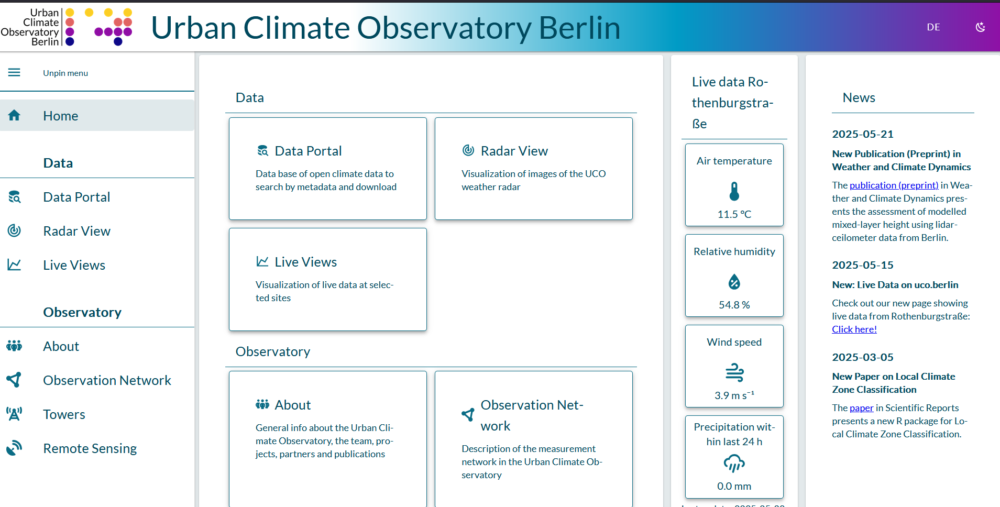 Urban
Climate
Observatory
Berlin
Urban Climate Observatory Berlin
DE
Unpin menu
Home
Data
Data Portal
Radar View
Live Views
Observatory
About
Observation Network
Towers
Remote Sensing
Data
Data Portal
Data base of open climate data to
search by metadata and download
Radar View
Visualization of images of the UCO
weather radar
Live Views
Visualization of live data at selec-
ted sites
Observatory
About
General info about the Urban Cli-
mate Observatory, the team, pro-
jects, partners and publications
Observation Net-
work
Description of the measurement
network in the Urban Climate Ob-
servatory
Live data Ro-
thenburgstra-
ße
Air temperature
11.5 °C
Relative humidity
54.8 %
Wind speed
3.9 m s⁻¹
Precipitation wit-
hin last 24 h
0.0 mm
News
2025-05-21
New Publication (Preprint) in
Weather and Climate Dynamics
The publication (preprint) in Wea-
ther and Climate Dynamics pres-
ents the assessment of modelled
mixed-layer height using lidar-
ceilometer data from Berlin.
2025-05-15
New: Live Data on uco.berlin
Check out our new page showing
live data from Rothenburgstraße:
Click here!
2025-03-05
New Paper on Local Climate
Zone Classification
The paper in Scientific Reports
presents a new R package for Lo-
cal Climate Zone Classification.